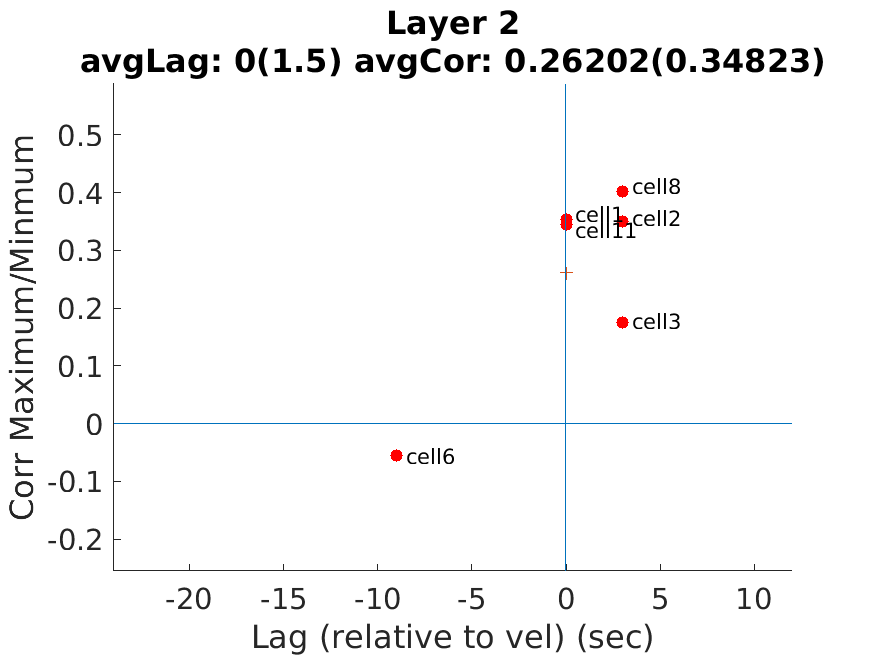 Layer 2
avgLag: 0(1.5) avgCor: 0.26202(0.34823)
Corr Maximum/Minmum
0.5
0.4
0.3
0.2
0.1
0
-0.1
-0.2
cell8
cell1
cell2
cell11
cell3
cell6
-20 -15 -10 -5 0 5 10
Lag (relative to vel) (sec)